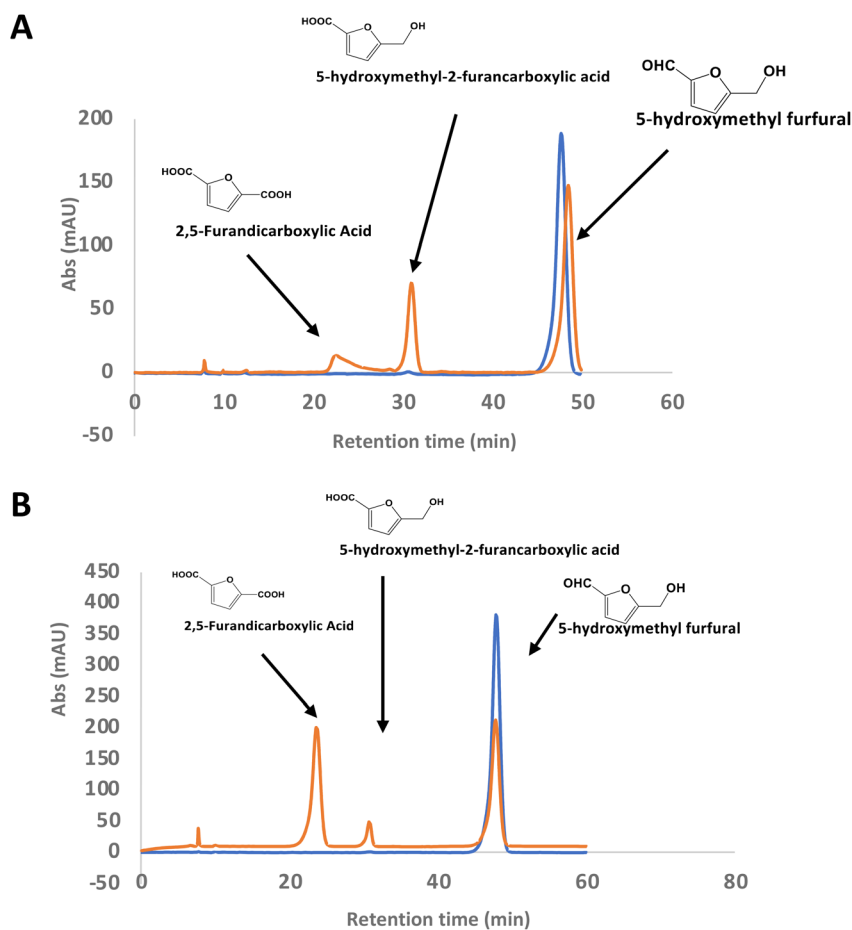 A
HOOC
O
OH
5-hydroxymethyl-2-furancarboxylic acid
OHC
O
OH
5-hydroxymethyl furfural
HOOC
O
COOH
2,5-Furandicarboxylic Acid
Abs (mAU)
200
150
100
50
0
-50
0 10 20 30 40 50 60
Retention time (min)
B
HOOC
O
OH
5-hydroxymethyl-2-furancarboxylic acid
HOOC
O
COOH
2,5-Furandicarboxylic Acid
OHC
O
OH
5-hydroxymethyl furfural
Abs (mAU)
450
400
350
300
250
200
150
100
50
0
-50
0 20 40 60 80
Retention time (min)